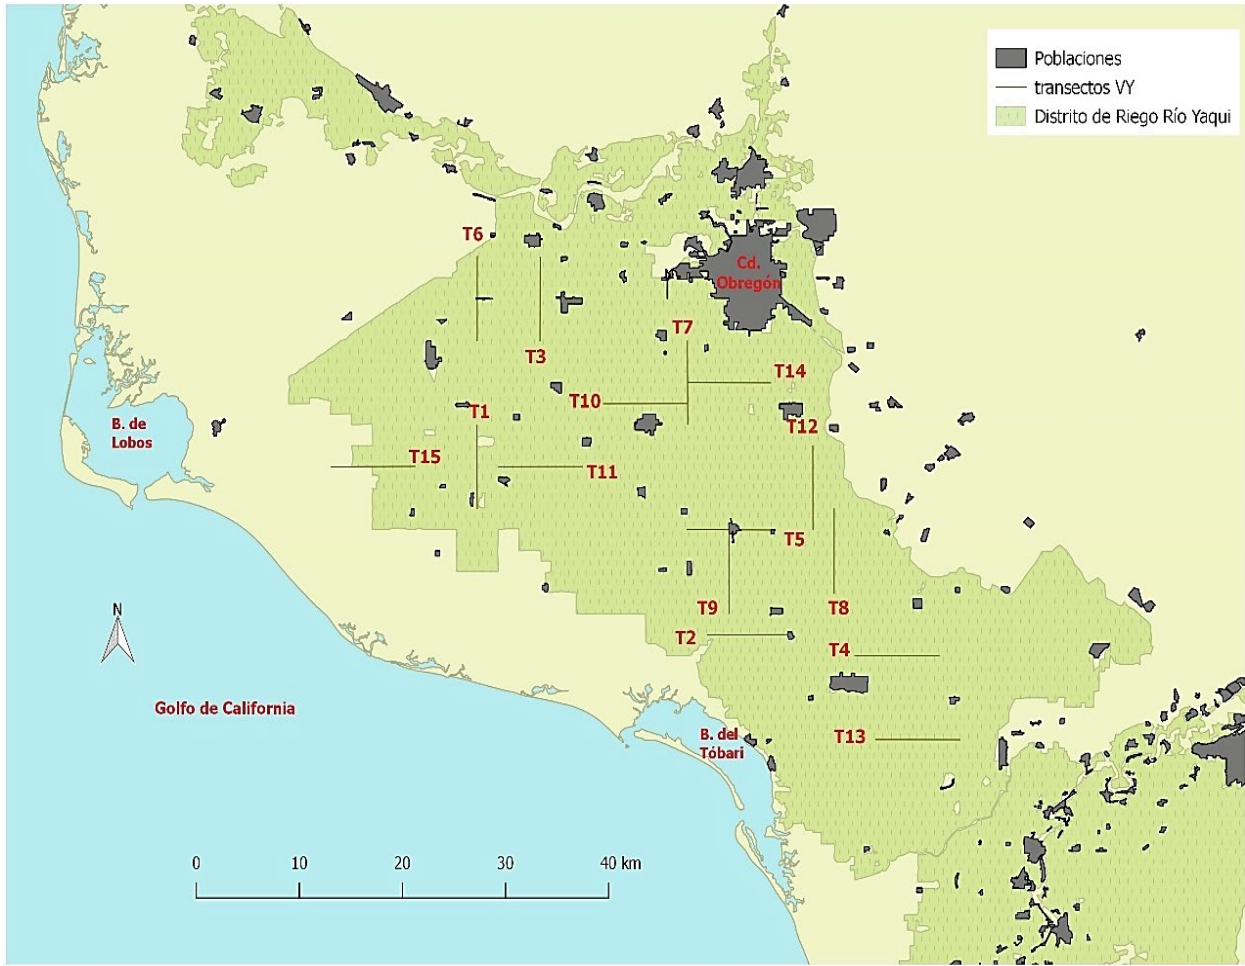 Poblaciones
transectos VY
Distrito de Riego Río Yaqui
T6
Cd.
Obregón
T7
T3
T14
T10
T1
T12
B. de
Lobos
T15
T11
T5
T9
T8
T2
T4
N
Golfo de California
B. del
Tóbari
T13
0 10 20 30 40 km